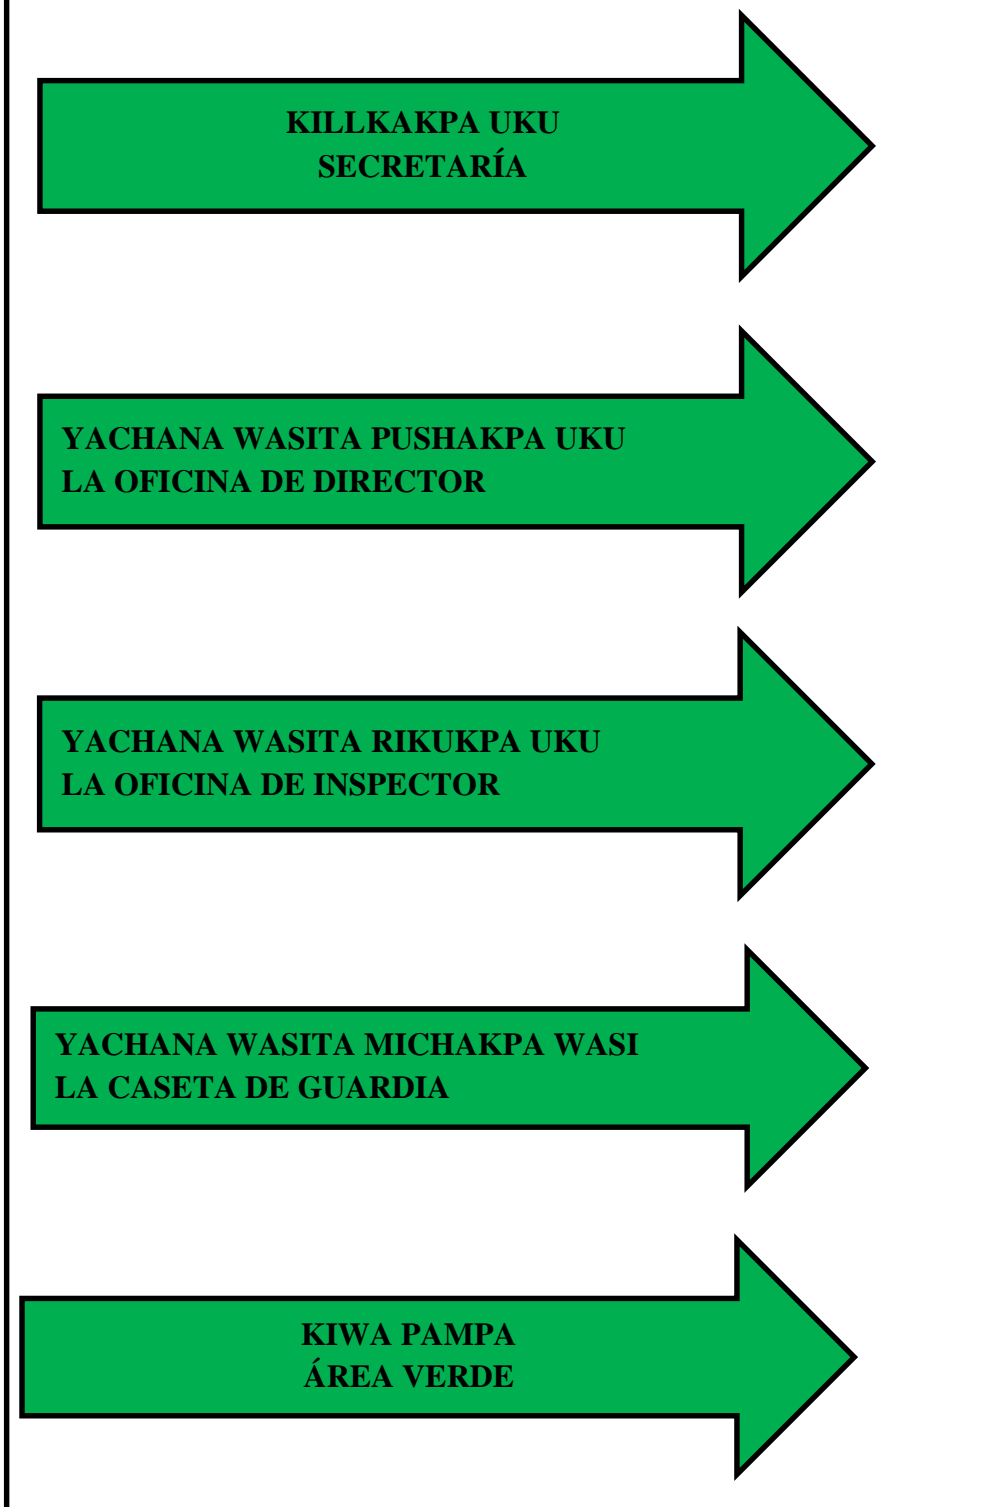 KILLKAKPA UKU
SECRETARÍA
YACHANA WASITA PUSHAKPA UKU
LA OFICINA DE DIRECTOR
YACHANA WASITA RIKUKPA UKU
LA OFICINA DE INSPECTOR
YACHANA WASITA MICHAKPA WASI
LA CASETA DE GUARDIA
KIWA PAMPA
ÁREA VERDE